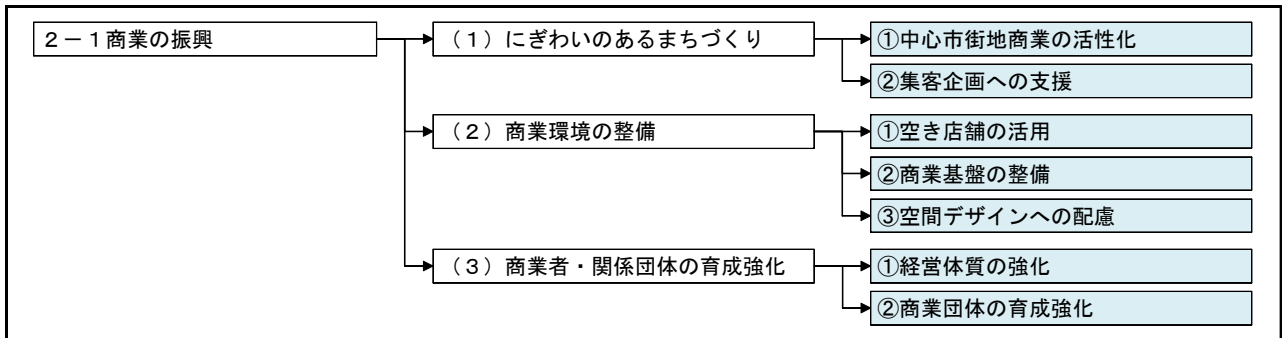 ２－１商業の振興
（１）にぎわいのあるまちづくり
①中心市街地商業の活性化
②集客企画への支援
（２）商業環境の整備
①空き店舗の活用
②商業基盤の整備
③空間デザインへの配慮
（３）商業者・関係団体の育成強化
①経営体質の強化
②商業団体の育成強化